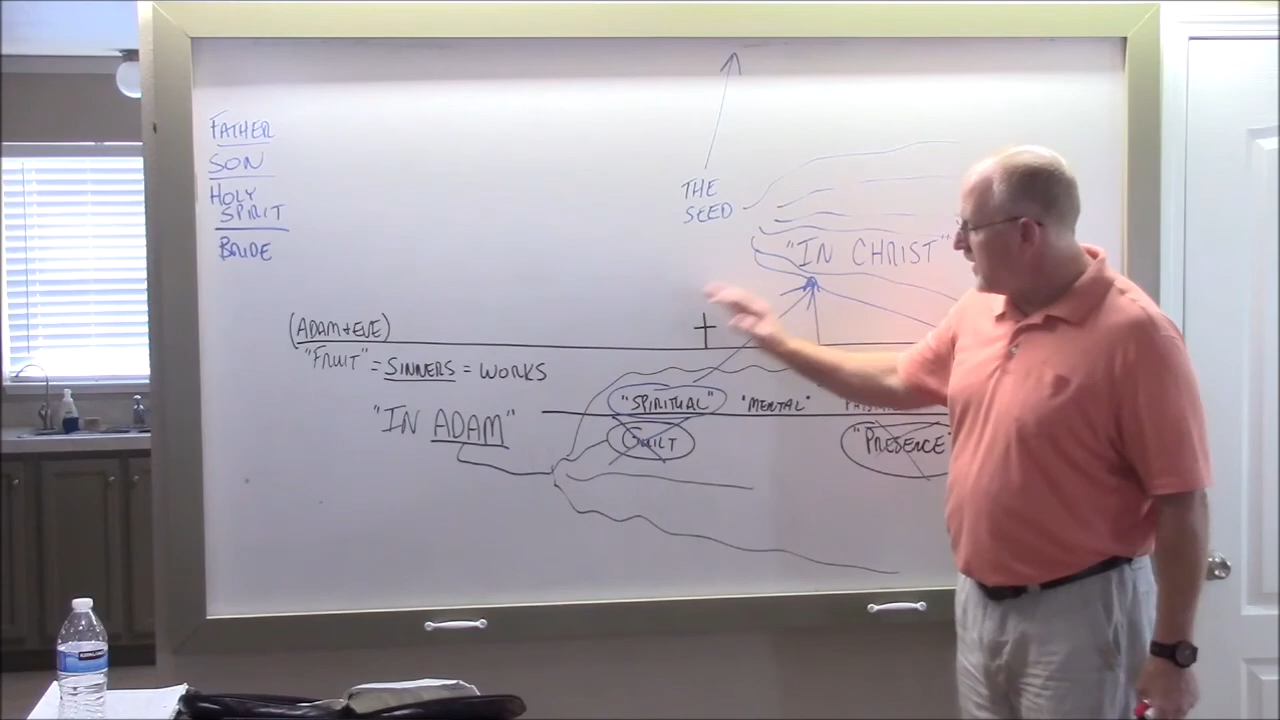 FATHER
SON
HOLY
SPIRIT
BRIDE
THE
SEED
"IN CHRIST"
(ADAM + EVE)
"FRUIT" = SINNERS = WORKS
"IN ADAM"
"SPIRITUAL" "MENTAL"
GUILT
"PRESENCE"